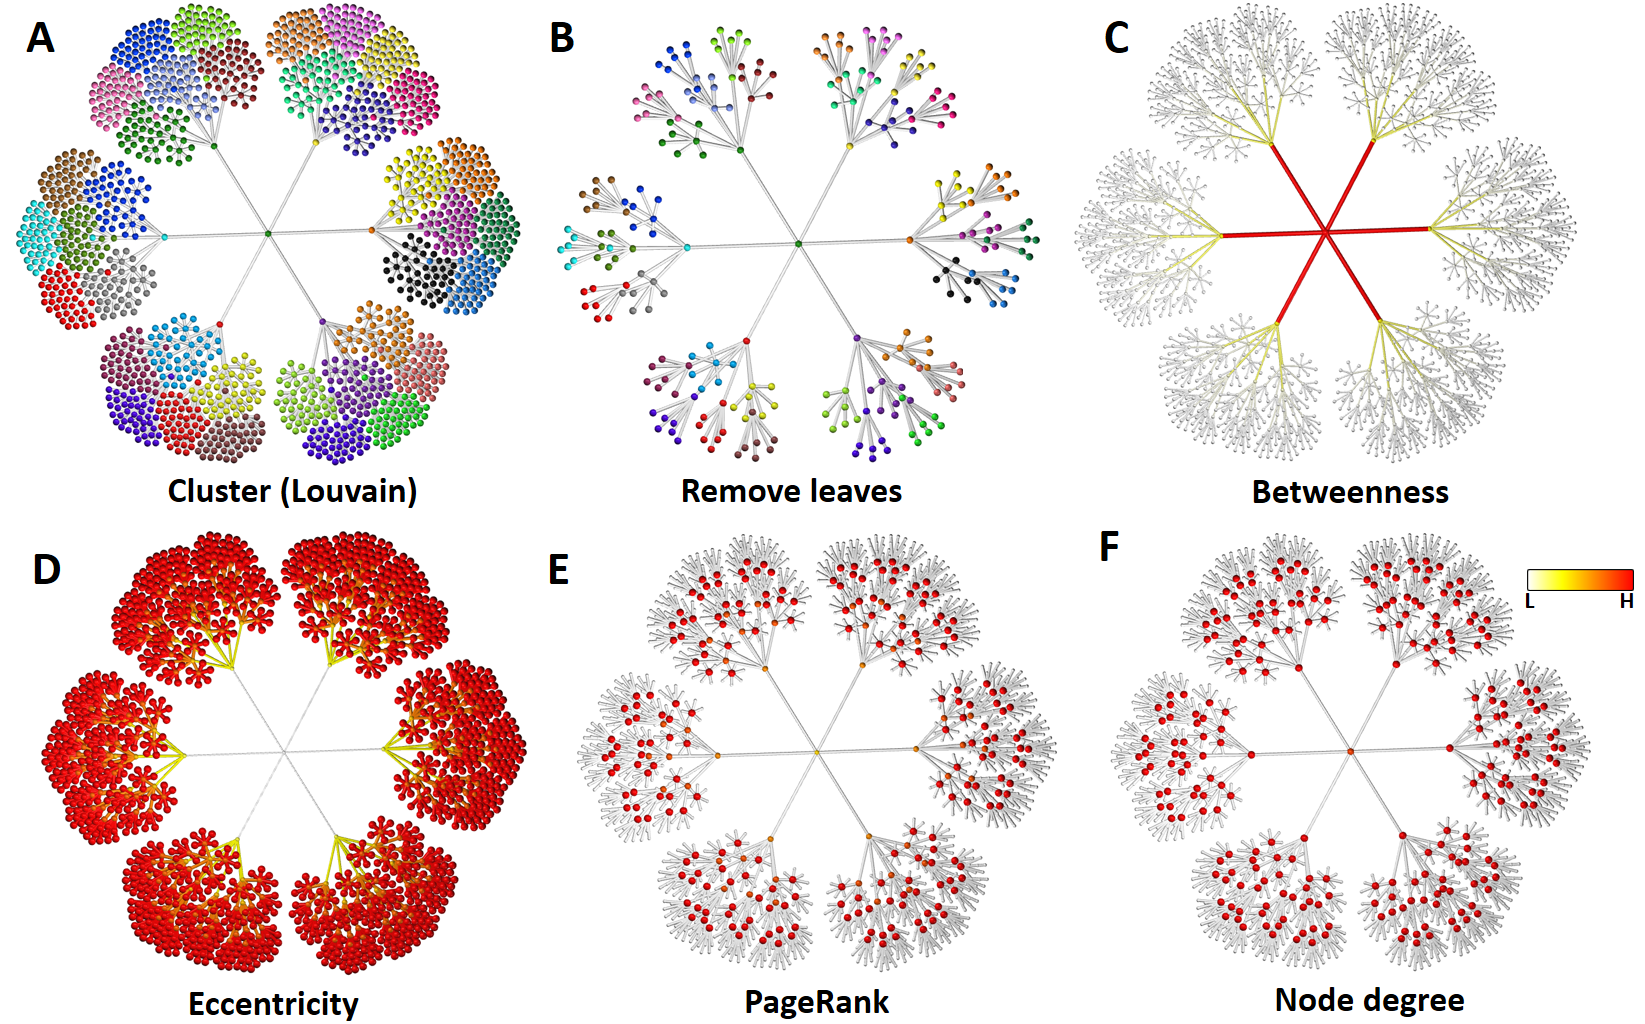 A
B
C
Cluster (Louvain)
Remove leaves
Betweenness
D
E
F
L H
Eccentricity
PageRank
Node degree